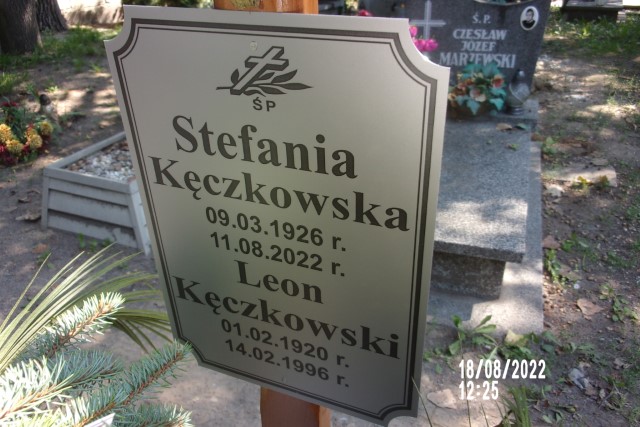 ŚP
Stefania
Kęczkowska
09.03.1926 r.
11.08.2022 r.
Leon
Kęczkowski
01.02.1920 r.
14.02.1996 r.
Ś.P.
CZESŁAW
JÓZEF
MARZEWSKI
18/08/2022
12:25